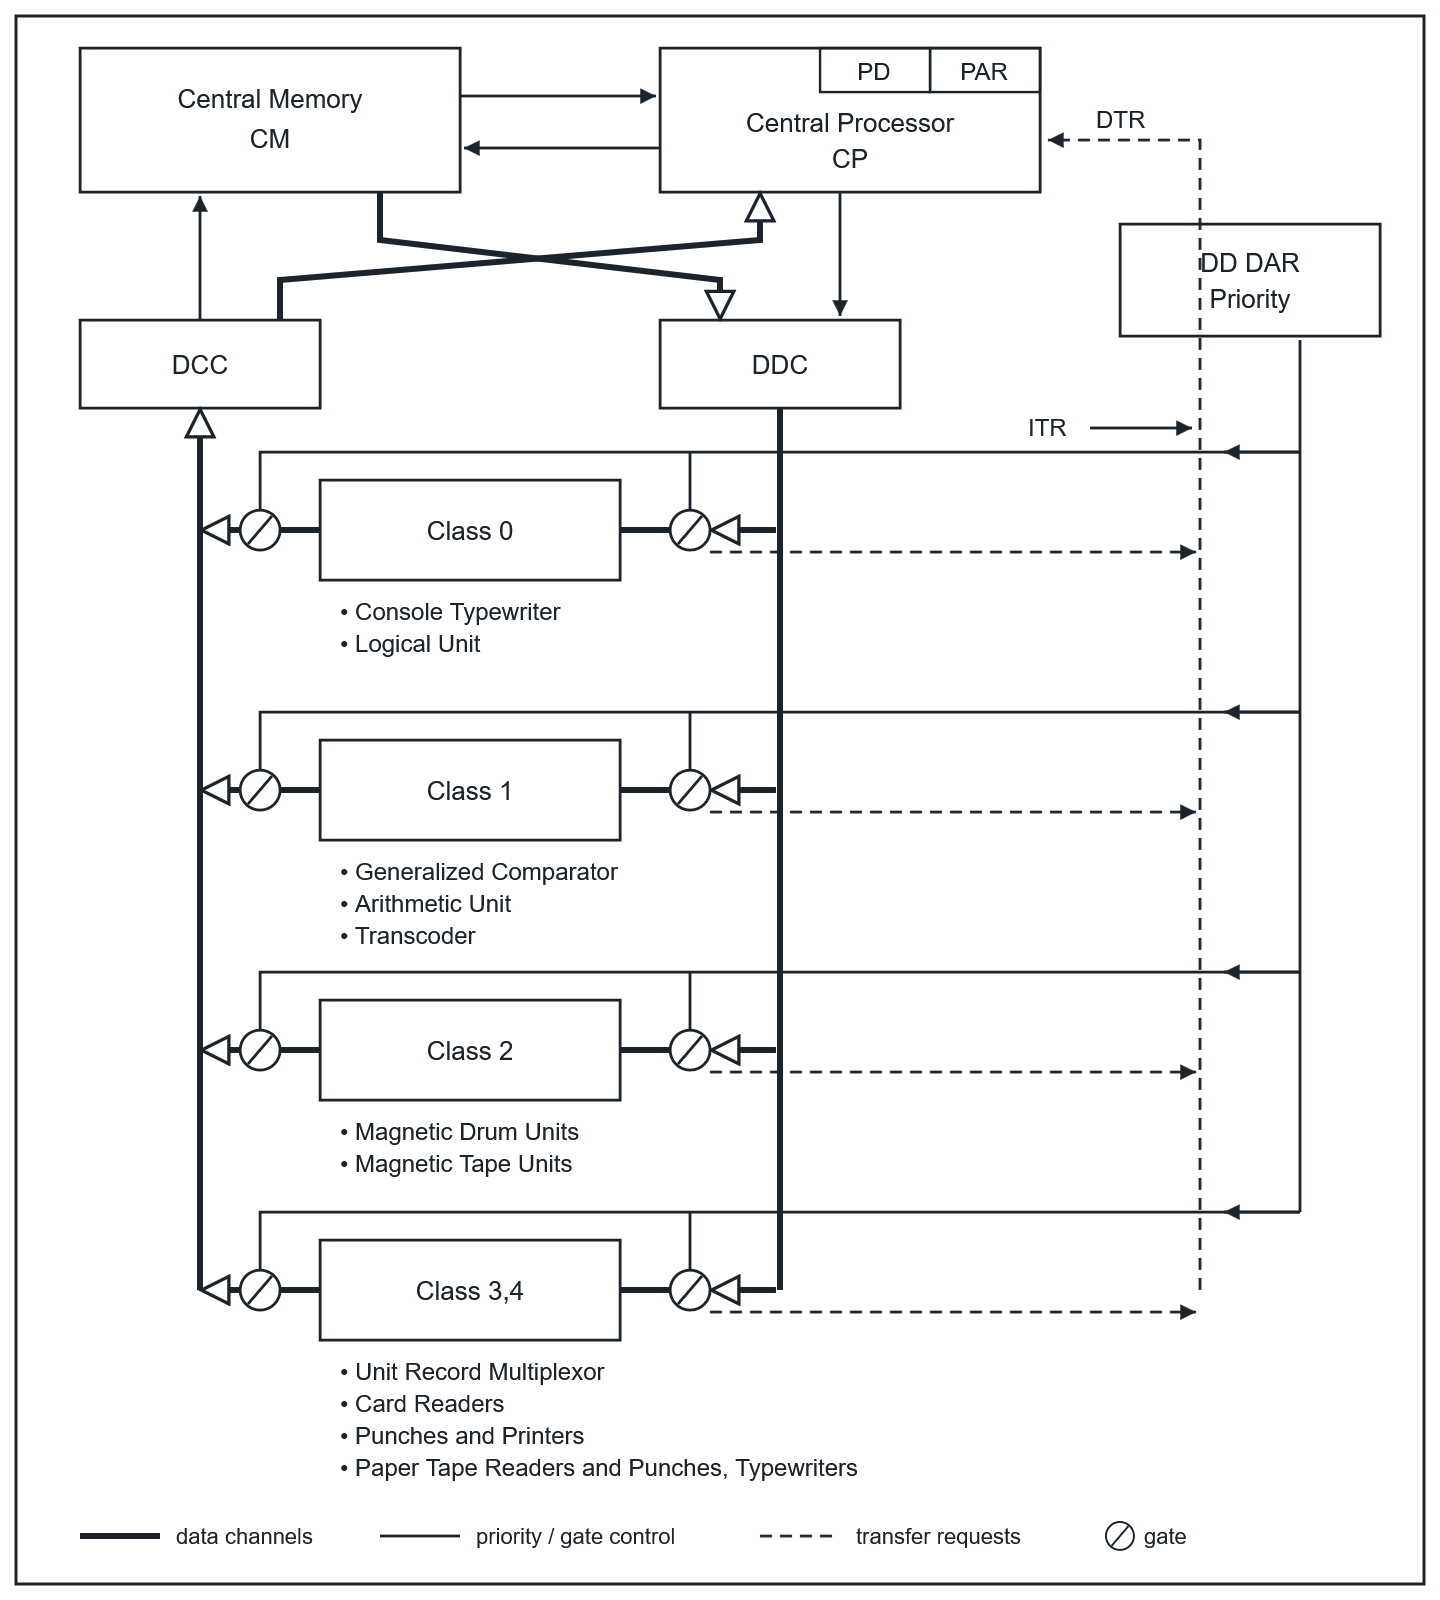 Central Memory
CM
PD
PAR
Central Processor
CP
DTR
DD DAR
Priority
DCC
DDC
ITR
Class 0
• Console Typewriter
• Logical Unit
Class 1
• Generalized Comparator
• Arithmetic Unit
• Transcoder
Class 2
• Magnetic Drum Units
• Magnetic Tape Units
Class 3,4
• Unit Record Multiplexor
• Card Readers
• Punches and Printers
• Paper Tape Readers and Punches, Typewriters
data channels
priority / gate control
transfer requests
gate